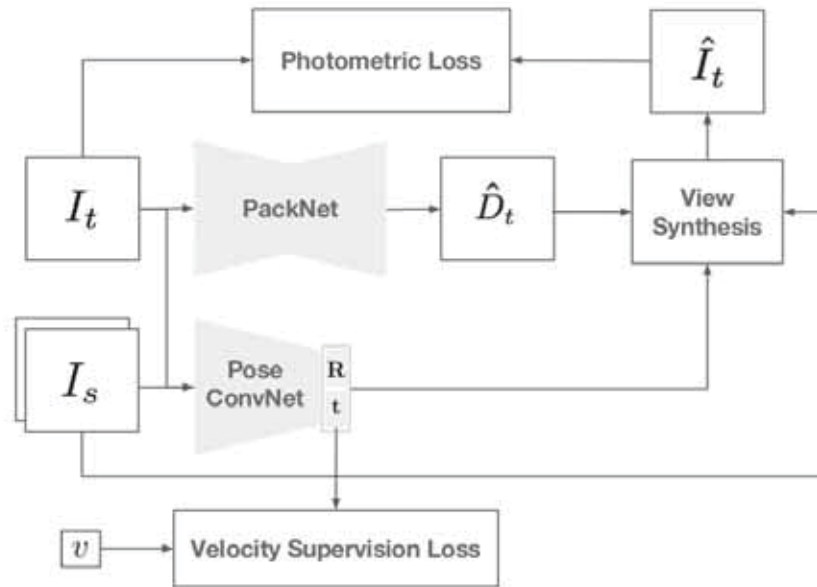 Photometric Loss
Î_t
I_t
PackNet
D̂_t
View
Synthesis
I_s
Pose
ConvNet
R
t
v
Velocity Supervision Loss